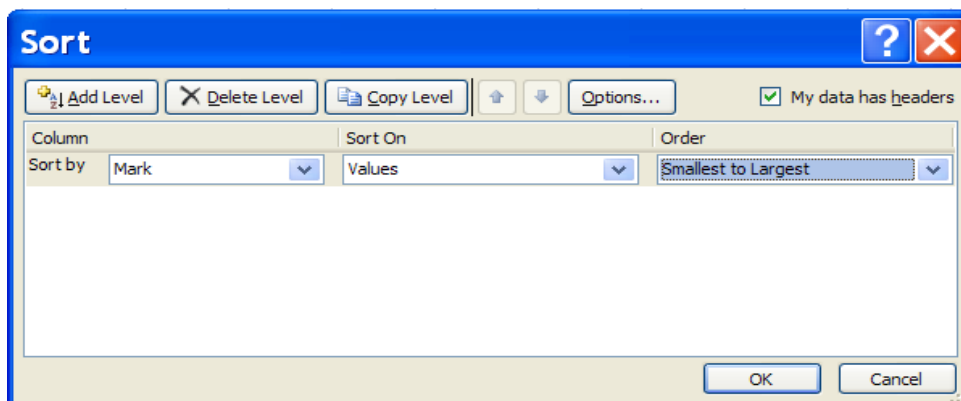 Sort
Add Level Delete Level Copy Level Options... My data has headers
Column Sort On Order
Sort by Mark Values Smallest to Largest
OK Cancel